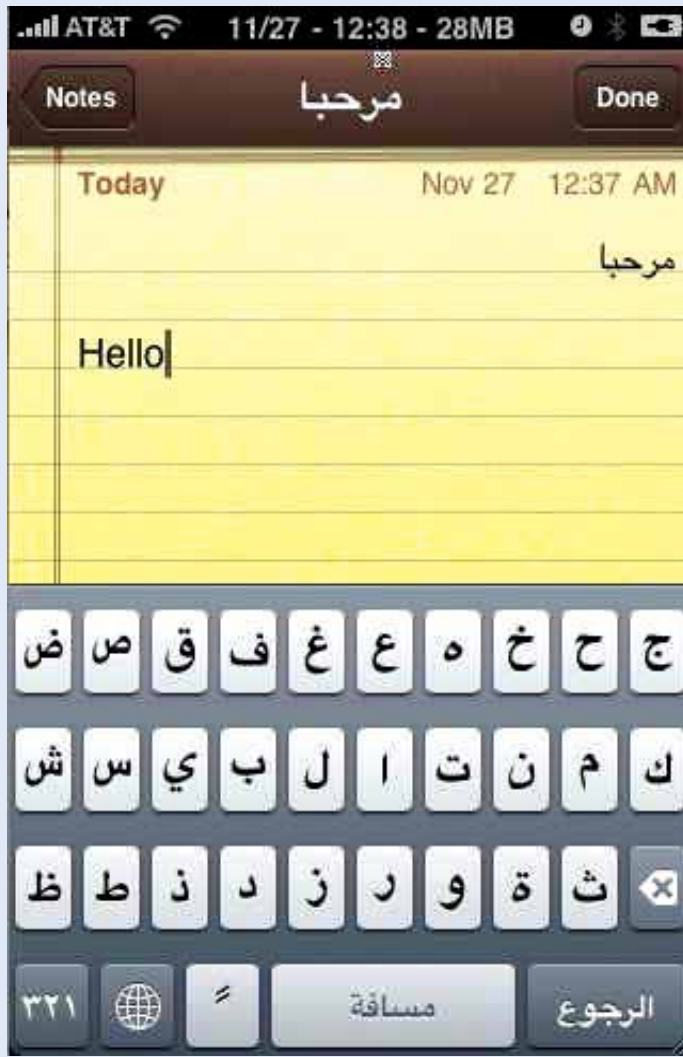 AT&T 11/27 - 12:38 - 28MB
Notes مرحبا Done
Today Nov 27 12:37 AM
مرحبا
Hello
ض ص ق ف غ ع ه خ ح ج
ش س ي ب ل ا ت ن م ك
ظ ط ذ د ز ر و ة ث
٣٢١ مسافة الرجوع